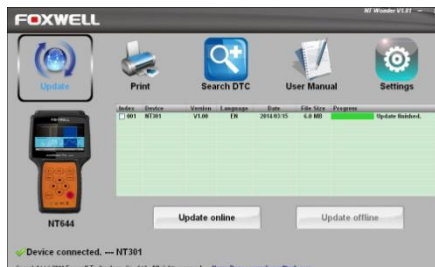 NT Wonder V1.01
FOXWELL
Update
Print
Search DTC
User Manual
Settings
Index Device Version Language Date File Size Progress
001 NT301 V1.00 EN 2014/03/15 6.0 MB Update finished.
FOXWELL
NT644
Update online
Update offline
Device connected. --- NT301